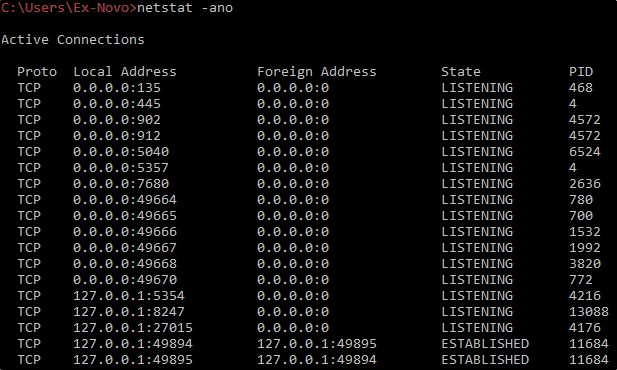 C:\Users\Ex-Novo>netstat -ano
Active Connections
Proto Local Address Foreign Address State PID
TCP 0.0.0.0:135 0.0.0.0:0 LISTENING 468
TCP 0.0.0.0:445 0.0.0.0:0 LISTENING 4
TCP 0.0.0.0:902 0.0.0.0:0 LISTENING 4572
TCP 0.0.0.0:912 0.0.0.0:0 LISTENING 4572
TCP 0.0.0.0:5040 0.0.0.0:0 LISTENING 6524
TCP 0.0.0.0:5357 0.0.0.0:0 LISTENING 4
TCP 0.0.0.0:7680 0.0.0.0:0 LISTENING 2636
TCP 0.0.0.0:49664 0.0.0.0:0 LISTENING 780
TCP 0.0.0.0:49665 0.0.0.0:0 LISTENING 700
TCP 0.0.0.0:49666 0.0.0.0:0 LISTENING 1532
TCP 0.0.0.0:49667 0.0.0.0:0 LISTENING 1992
TCP 0.0.0.0:49668 0.0.0.0:0 LISTENING 3820
TCP 0.0.0.0:49670 0.0.0.0:0 LISTENING 772
TCP 127.0.0.1:5354 0.0.0.0:0 LISTENING 4216
TCP 127.0.0.1:8247 0.0.0.0:0 LISTENING 13088
TCP 127.0.0.1:27015 0.0.0.0:0 LISTENING 4176
TCP 127.0.0.1:49894 127.0.0.1:49895 ESTABLISHED 11684
TCP 127.0.0.1:49895 127.0.0.1:49894 ESTABLISHED 11684